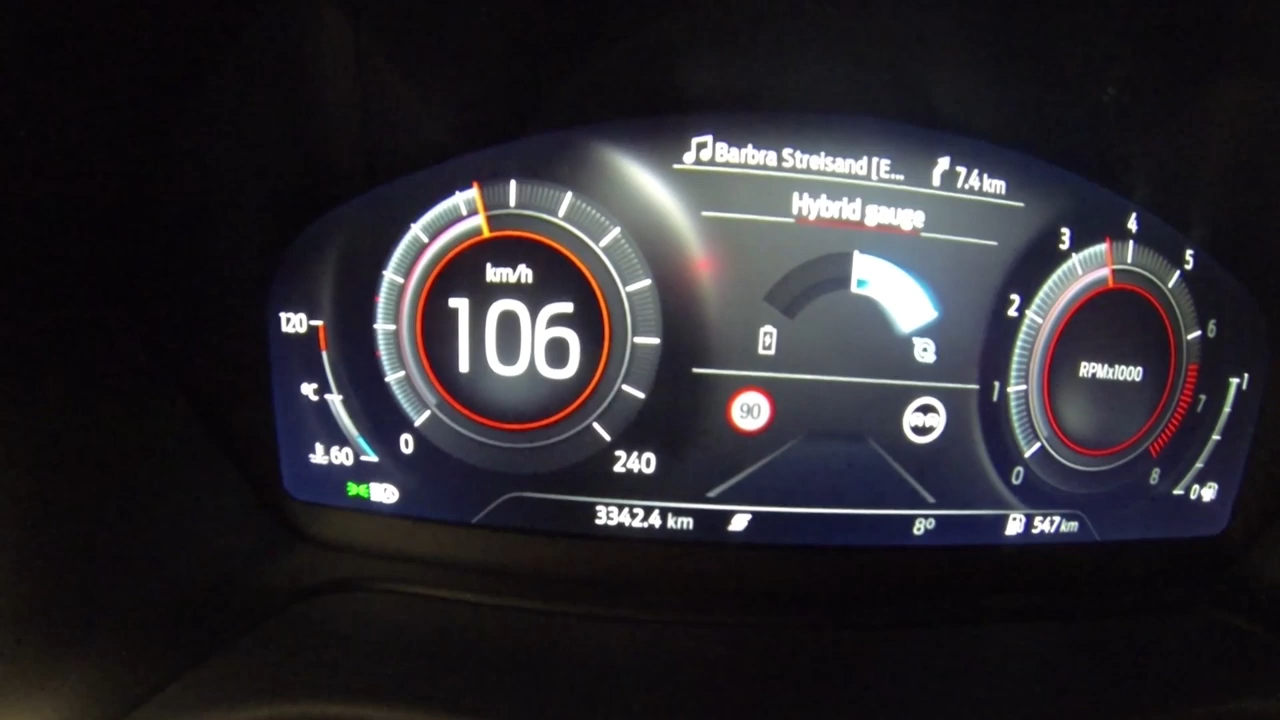 Barbra Streisand [E...
7.4 km
Hybrid gauge
km/h
106
0
240
120
°C
60
90
RPMx1000
0
1
2
3
4
5
6
7
8
1
0
3342.4 km
8°
547 km